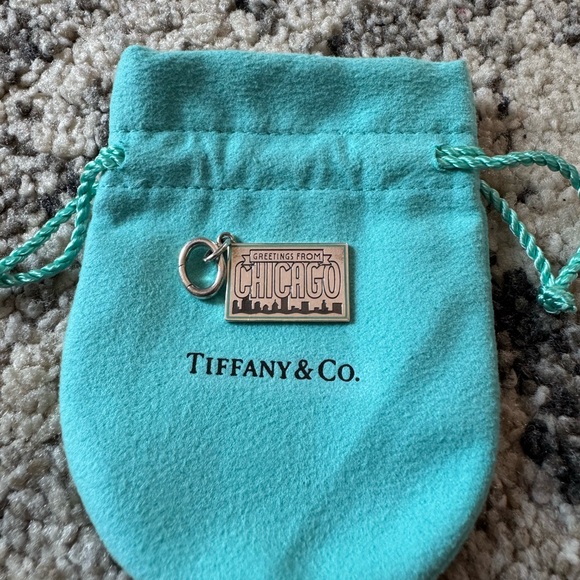 GREETINGS FROM
CHICAGO
TIFFANY & CO.